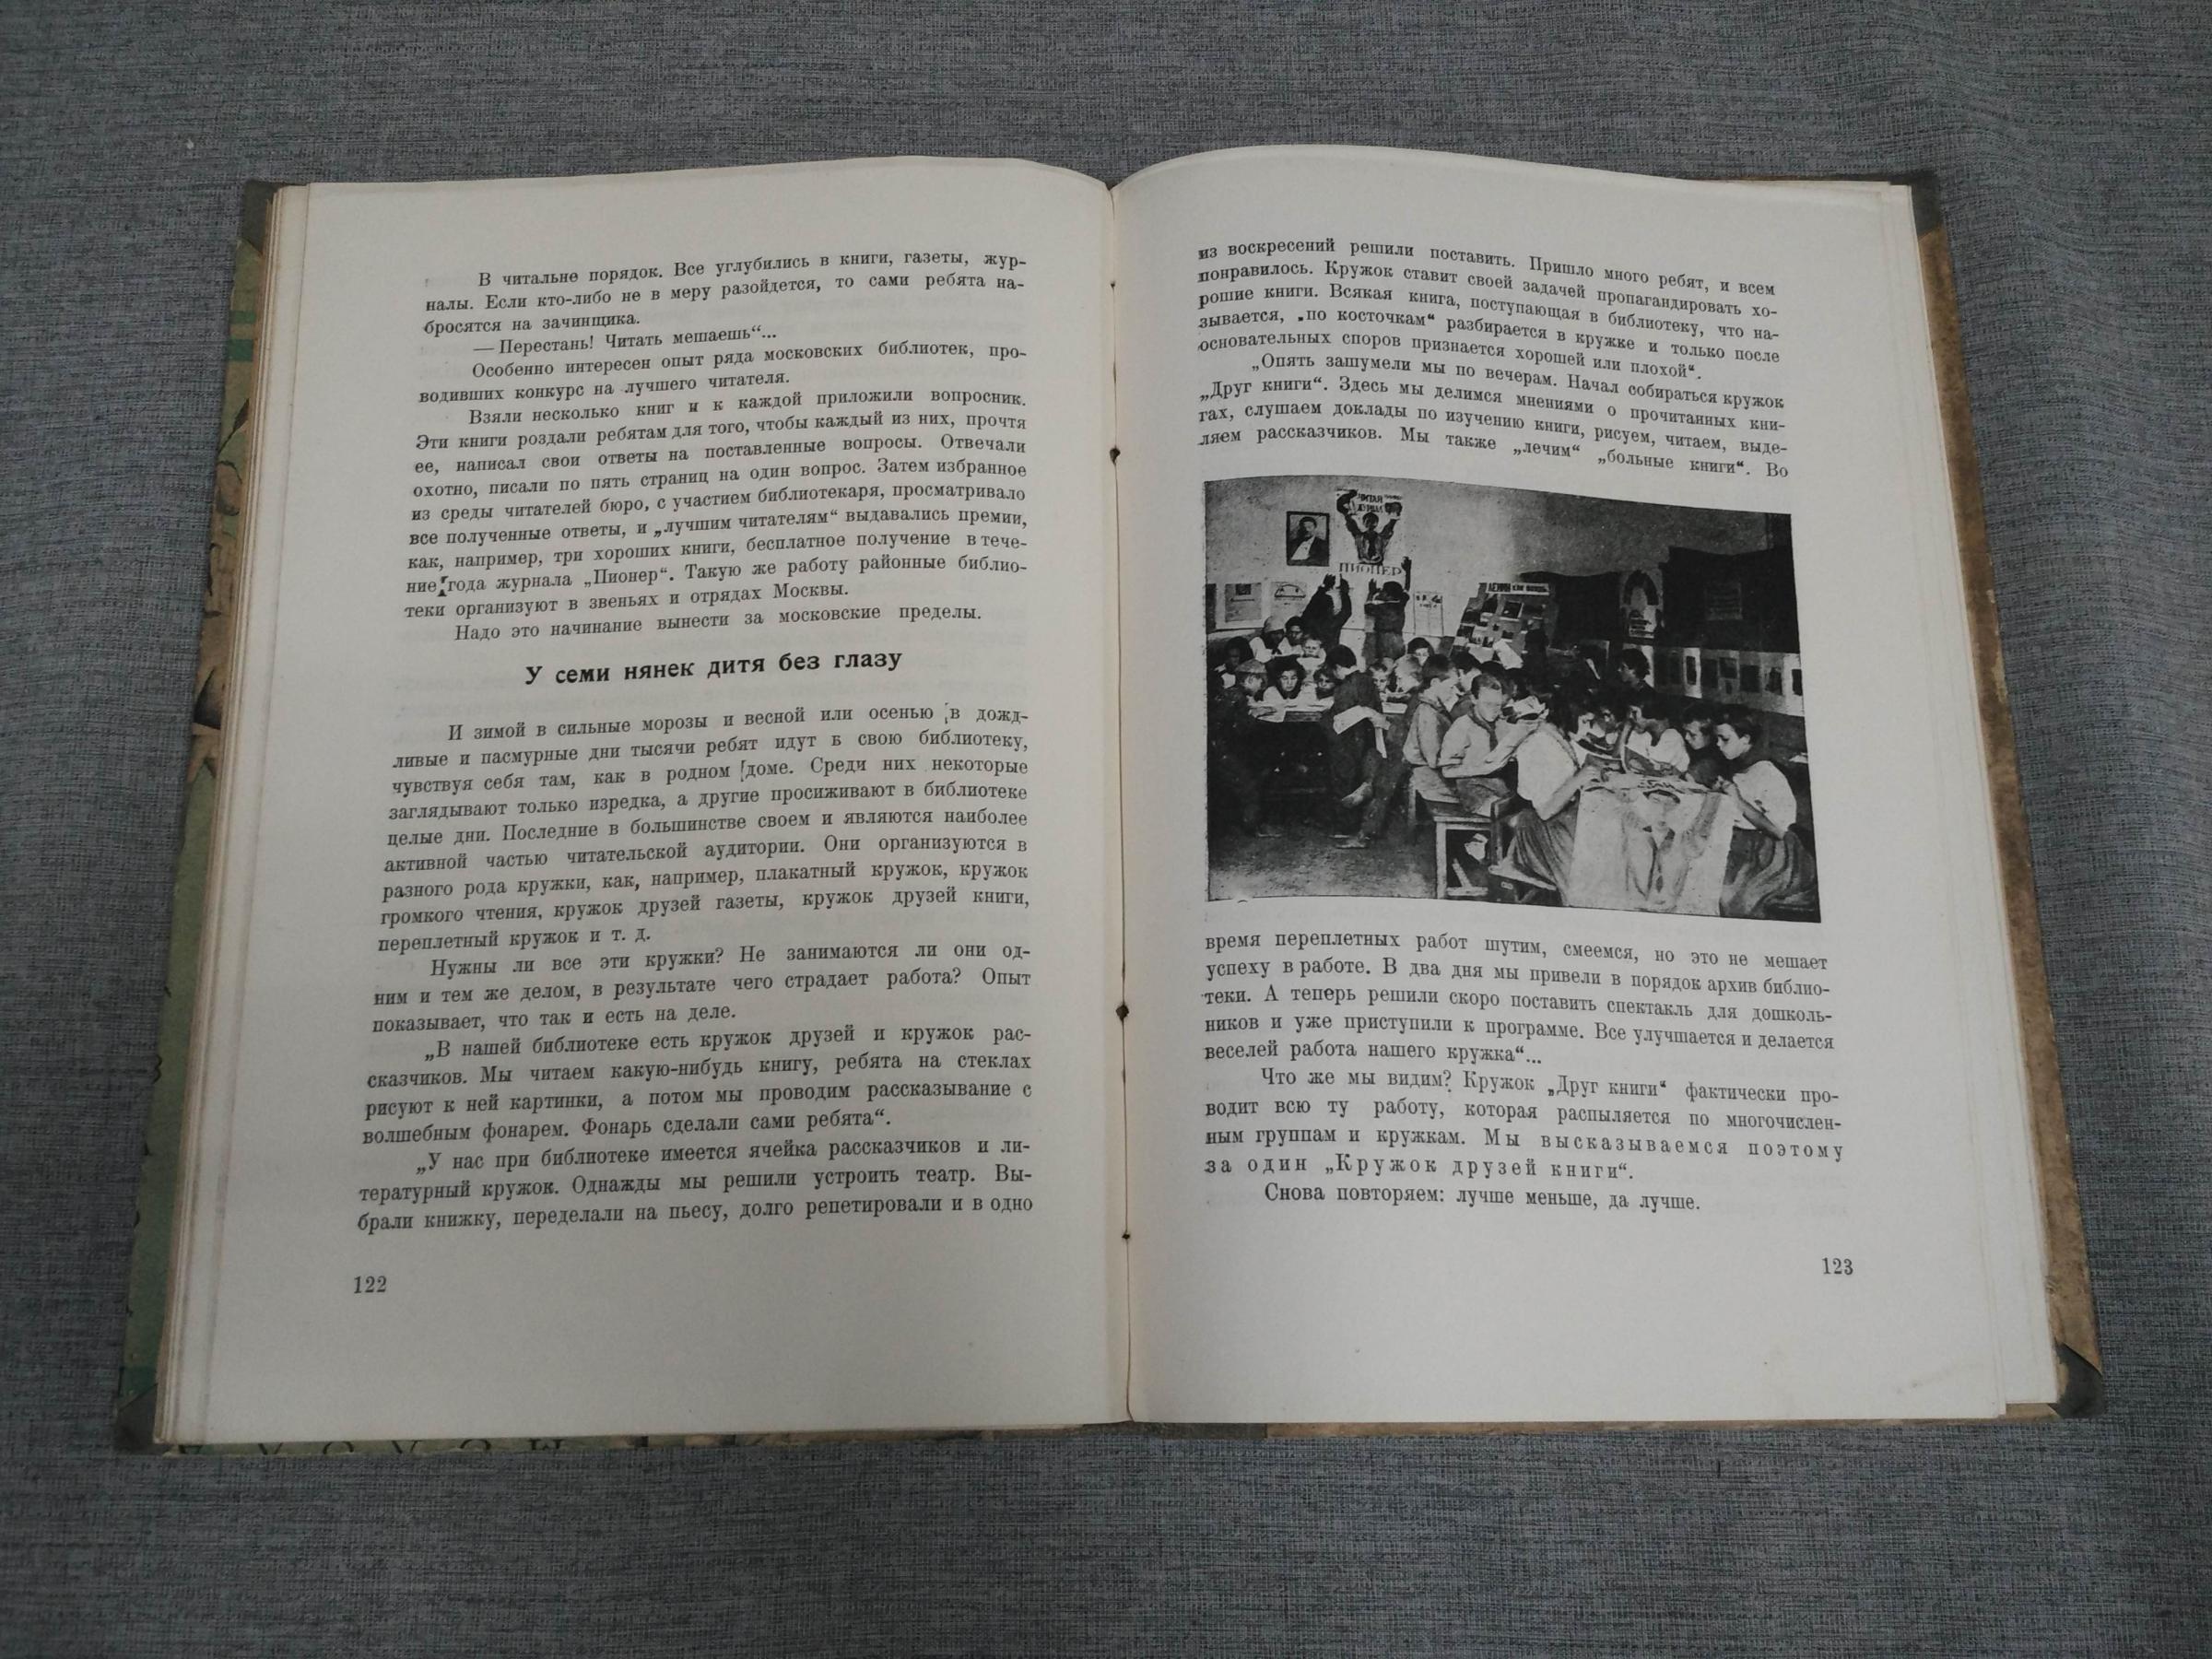 В читальне порядок. Все углубились в книги, газеты, жур-
налы. Если кто-либо не в меру разойдется, то сами ребята на-
бросятся на зачинщика.
— Перестань! Читать мешаешь“...
Особенно интересен опыт ряда московских библиотек, про-
водивших конкурс на лучшего читателя.
Взяли несколько книг и к каждой приложили вопросник.
Эти книги роздали ребятам для того, чтобы каждый из них, прочтя
ее, написал свои ответы на поставленные вопросы. Отвечали
охотно, писали по пять страниц на один вопрос. Затем избранное
из среды читателей бюро, с участием библиотекаря, просматривало
все полученные ответы, и „лучшим читателям“ выдавались премии,
как, например, три хороших книги, бесплатное получение в тече-
ние года журнала „Пионер“. Такую же работу районные библио-
теки организуют в звеньях и отрядах Москвы.
Надо это начинание вынести за московские пределы.
У семи нянек дитя без глазу
И зимой в сильные морозы и весной или осенью в дожд-
ливые и пасмурные дни тысячи ребят идут в свою библиотеку,
чувствуя себя там, как в родном доме. Среди них некоторые
заглядывают только изредка, а другие просиживают в библиотеке
целые дни. Последние в большинстве своем и являются наиболее
активной частью читательской аудитории. Они организуются в
разного рода кружки, как, например, плакатный кружок, кружок
громкого чтения, кружок друзей газеты, кружок друзей книги,
переплетный кружок и т. д.
Нужны ли все эти кружки? Не занимаются ли они од-
ним и тем же делом, в результате чего страдает работа? Опыт
показывает, что так и есть на деле.
„В нашей библиотеке есть кружок друзей и кружок рас-
сказчиков. Мы читаем какую-нибудь книгу, ребята на стеклах
рисуют к ней картинки, а потом мы проводим рассказывание с
волшебным фонарем. Фонарь сделали сами ребята“.
„У нас при библиотеке имеется ячейка рассказчиков и ли-
тературный кружок. Однажды мы решили устроить театр. Вы-
брали книжку, переделали на пьесу, долго репетировали и в одно
122
из воскресений решили поставить. Пришло много ребят, и всем
понравилось. Кружок ставит своей задачей пропагандировать хо-
рошие книги. Всякая книга, поступающая в библиотеку, что на-
зывается, „по косточкам“ разбирается в кружке и только после
основательных споров признается хорошей или плохой“.
„Опять зашумели мы по вечерам. Начал собираться кружок
„Друг книги“. Здесь мы делимся мнениями о прочитанных кни-
гах, слушаем доклады по изучению книги, рисуем, читаем, выде-
ляем рассказчиков. Мы также „лечим“ „больные книги“. Во
ЧИТАЙ
ЖУРНАЛ
ПИОНЕР
ЛЕНИН
время переплетных работ шутим, смеемся, но это не мешает
успеху в работе. В два дня мы привели в порядок архив библио-
теки. А теперь решили скоро поставить спектакль для дошколь-
ников и уже приступили к программе. Все улучшается и делается
веселей работа нашего кружка“...
Что же мы видим? Кружок „Друг книги“ фактически про-
водит всю ту работу, которая распыляется по многочислен-
ным группам и кружкам. Мы высказываемся поэтому
за один „Кружок друзей книги“.
Снова повторяем: лучше меньше, да лучше.
123